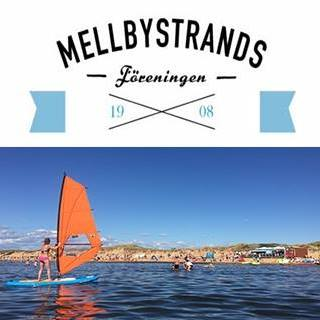 MELLBYSTRANDS
Föreningen
19 08